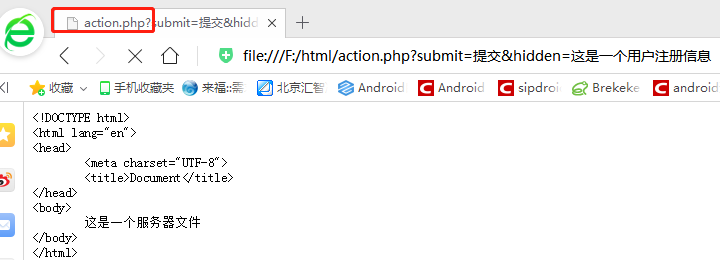 action.php?submit=提交&hidd
file:///F:/html/action.php?submit=提交&hidden=这是一个用户注册信息
收藏 手机收藏夹 来福::需 北京汇智 Android Android sipdroi Brekeke android
<!DOCTYPE html>
<html lang="en">
<head>
<meta charset="UTF-8">
<title>Document</title>
</head>
<body>
这是一个服务器文件
</body>
</html>